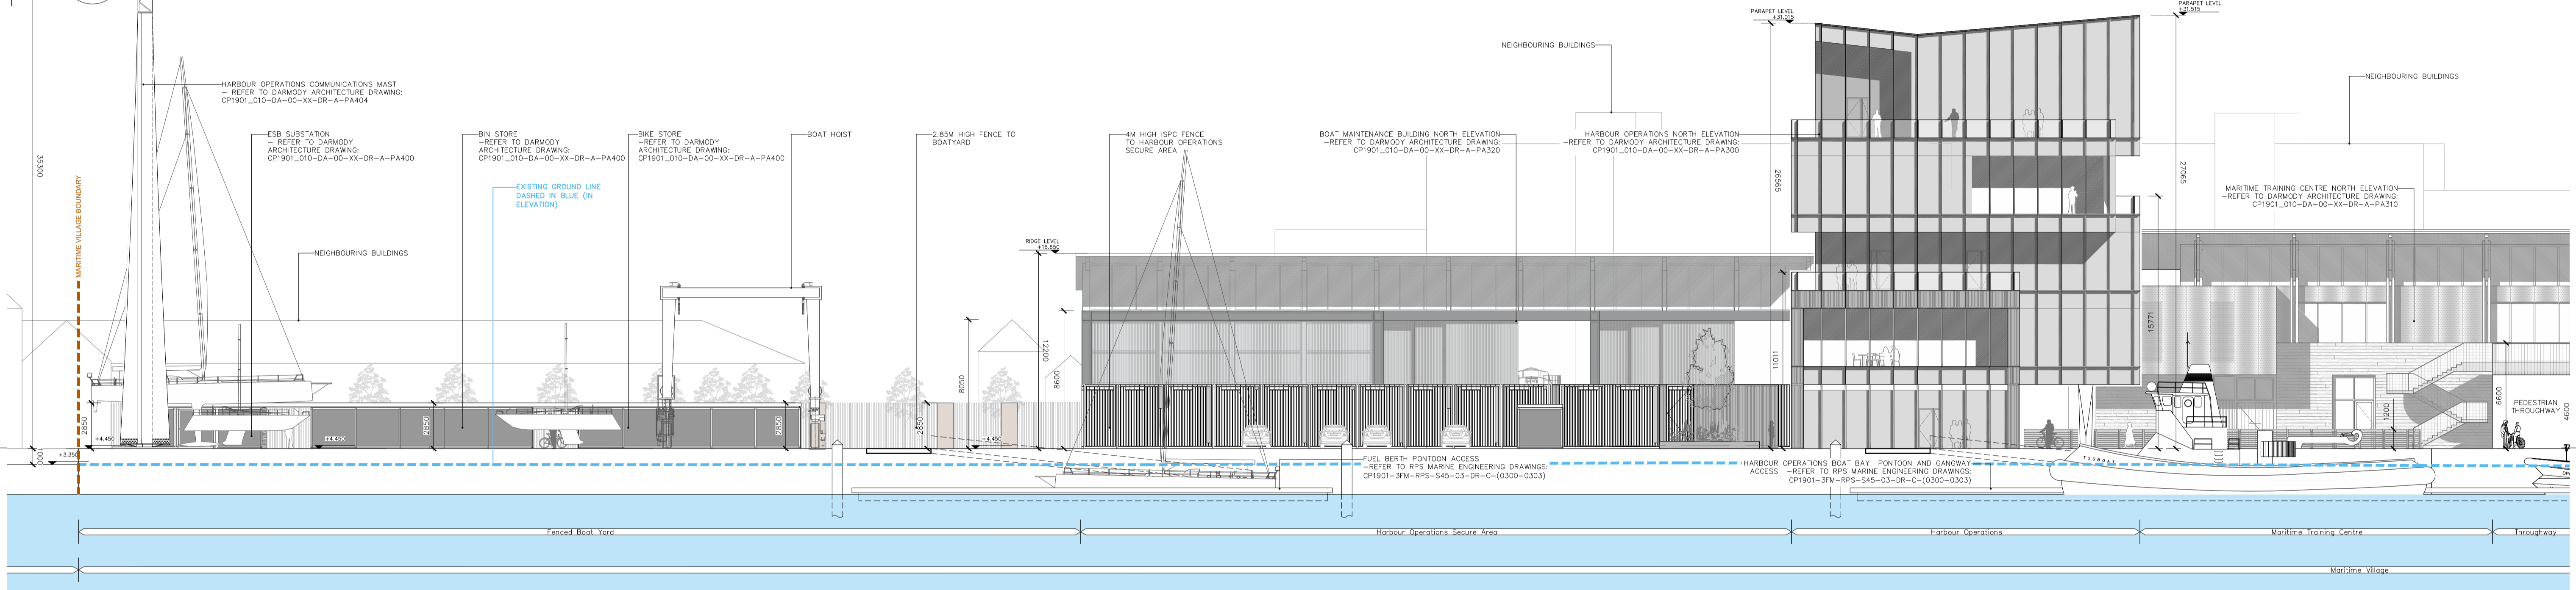 PARAPET LEVEL
+31.015
PARAPET LEVEL
+31.515
NEIGHBOURING BUILDINGS
NEIGHBOURING BUILDINGS
HARBOUR OPERATIONS COMMUNICATIONS MAST
- REFER TO DARMODY ARCHITECTURE DRAWING:
CP1901_010-DA-00-XX-DR-A-PA404
ESB SUBSTATION
- REFER TO DARMODY
ARCHITECTURE DRAWING:
CP1901_010-DA-00-XX-DR-A-PA400
BIN STORE
-REFER TO DARMODY
ARCHITECTURE DRAWING:
CP1901_010-DA-00-XX-DR-A-PA400
BIKE STORE
-REFER TO DARMODY
ARCHITECTURE DRAWING:
CP1901_010-DA-00-XX-DR-A-PA400
BOAT HOIST
2.85M HIGH FENCE TO
BOATYARD
4M HIGH ISPC FENCE
TO HARBOUR OPERATIONS
SECURE AREA
BOAT MAINTENANCE BUILDING NORTH ELEVATION
-REFER TO DARMODY ARCHITECTURE DRAWING:
CP1901_010-DA-00-XX-DR-A-PA320
HARBOUR OPERATIONS NORTH ELEVATION
-REFER TO DARMODY ARCHITECTURE DRAWING:
CP1901_010-DA-00-XX-DR-A-PA300
35300
26565
27065
MARITIME VILLAGE BOUNDARY
EXISTING GROUND LINE
DASHED IN BLUE (IN
ELEVATION)
MARITIME TRAINING CENTRE NORTH ELEVATION
-REFER TO DARMODY ARCHITECTURE DRAWING:
CP1901_010-DA-00-XX-DR-A-PA310
NEIGHBOURING BUILDINGS
RIDGE LEVEL
+16.650
8050
12200
9860
11011
15771
2850
2850
2850
2850
1200
6600
4600
PEDESTRIAN
THROUGHWAY
+4.450
+4.450
+4.450
+3.350
1000
FUEL BERTH PONTOON ACCESS
-REFER TO RPS MARINE ENGINEERING DRAWINGS:
CP1901-3FM-RPS-S45-03-DR-C-(0300-0303)
HARBOUR OPERATIONS BOAT BAY PONTOON AND GANGWAY
ACCESS -REFER TO RPS MARINE ENGINEERING DRAWINGS:
CP1901-3FM-RPS-S45-03-DR-C-(0300-0303)
TUGBOAT
Fenced Boat Yard
Harbour Operations Secure Area
Harbour Operations
Maritime Training Centre
Throughway
Maritime Village